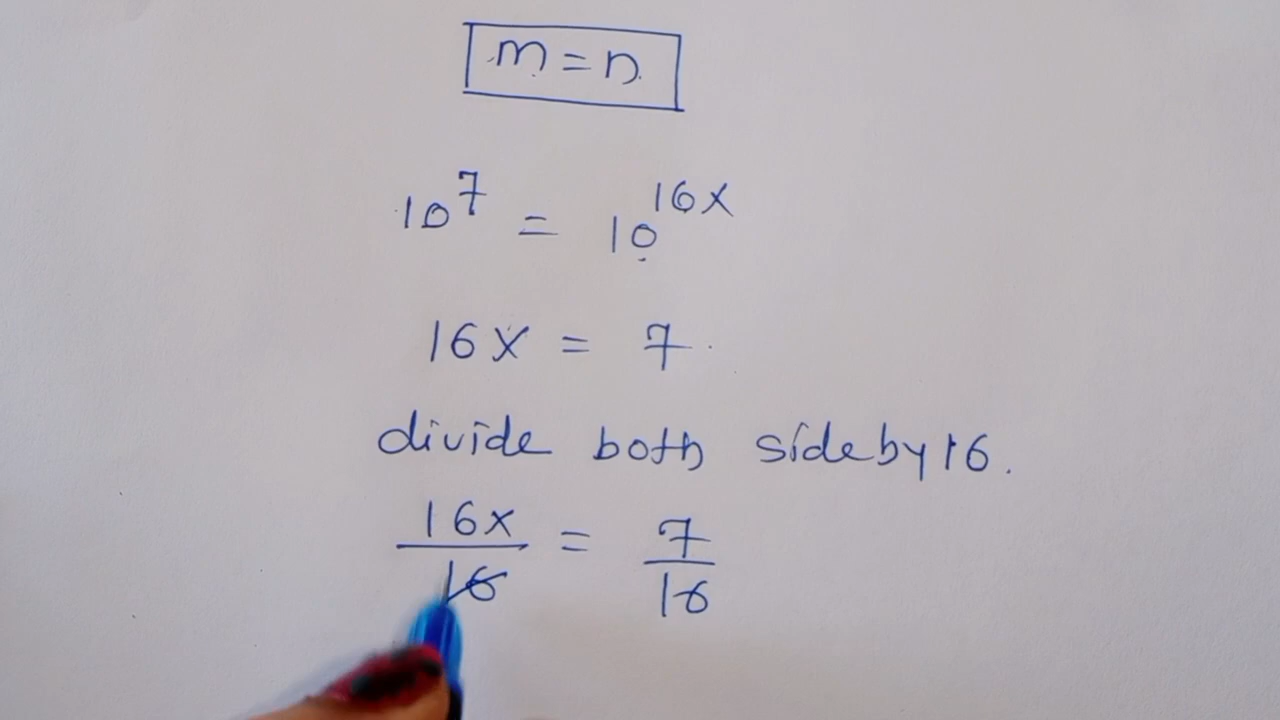 m = n
10^7 = 10^16x
16x = 7
divide both side by 16.
16x/16 = 7/16